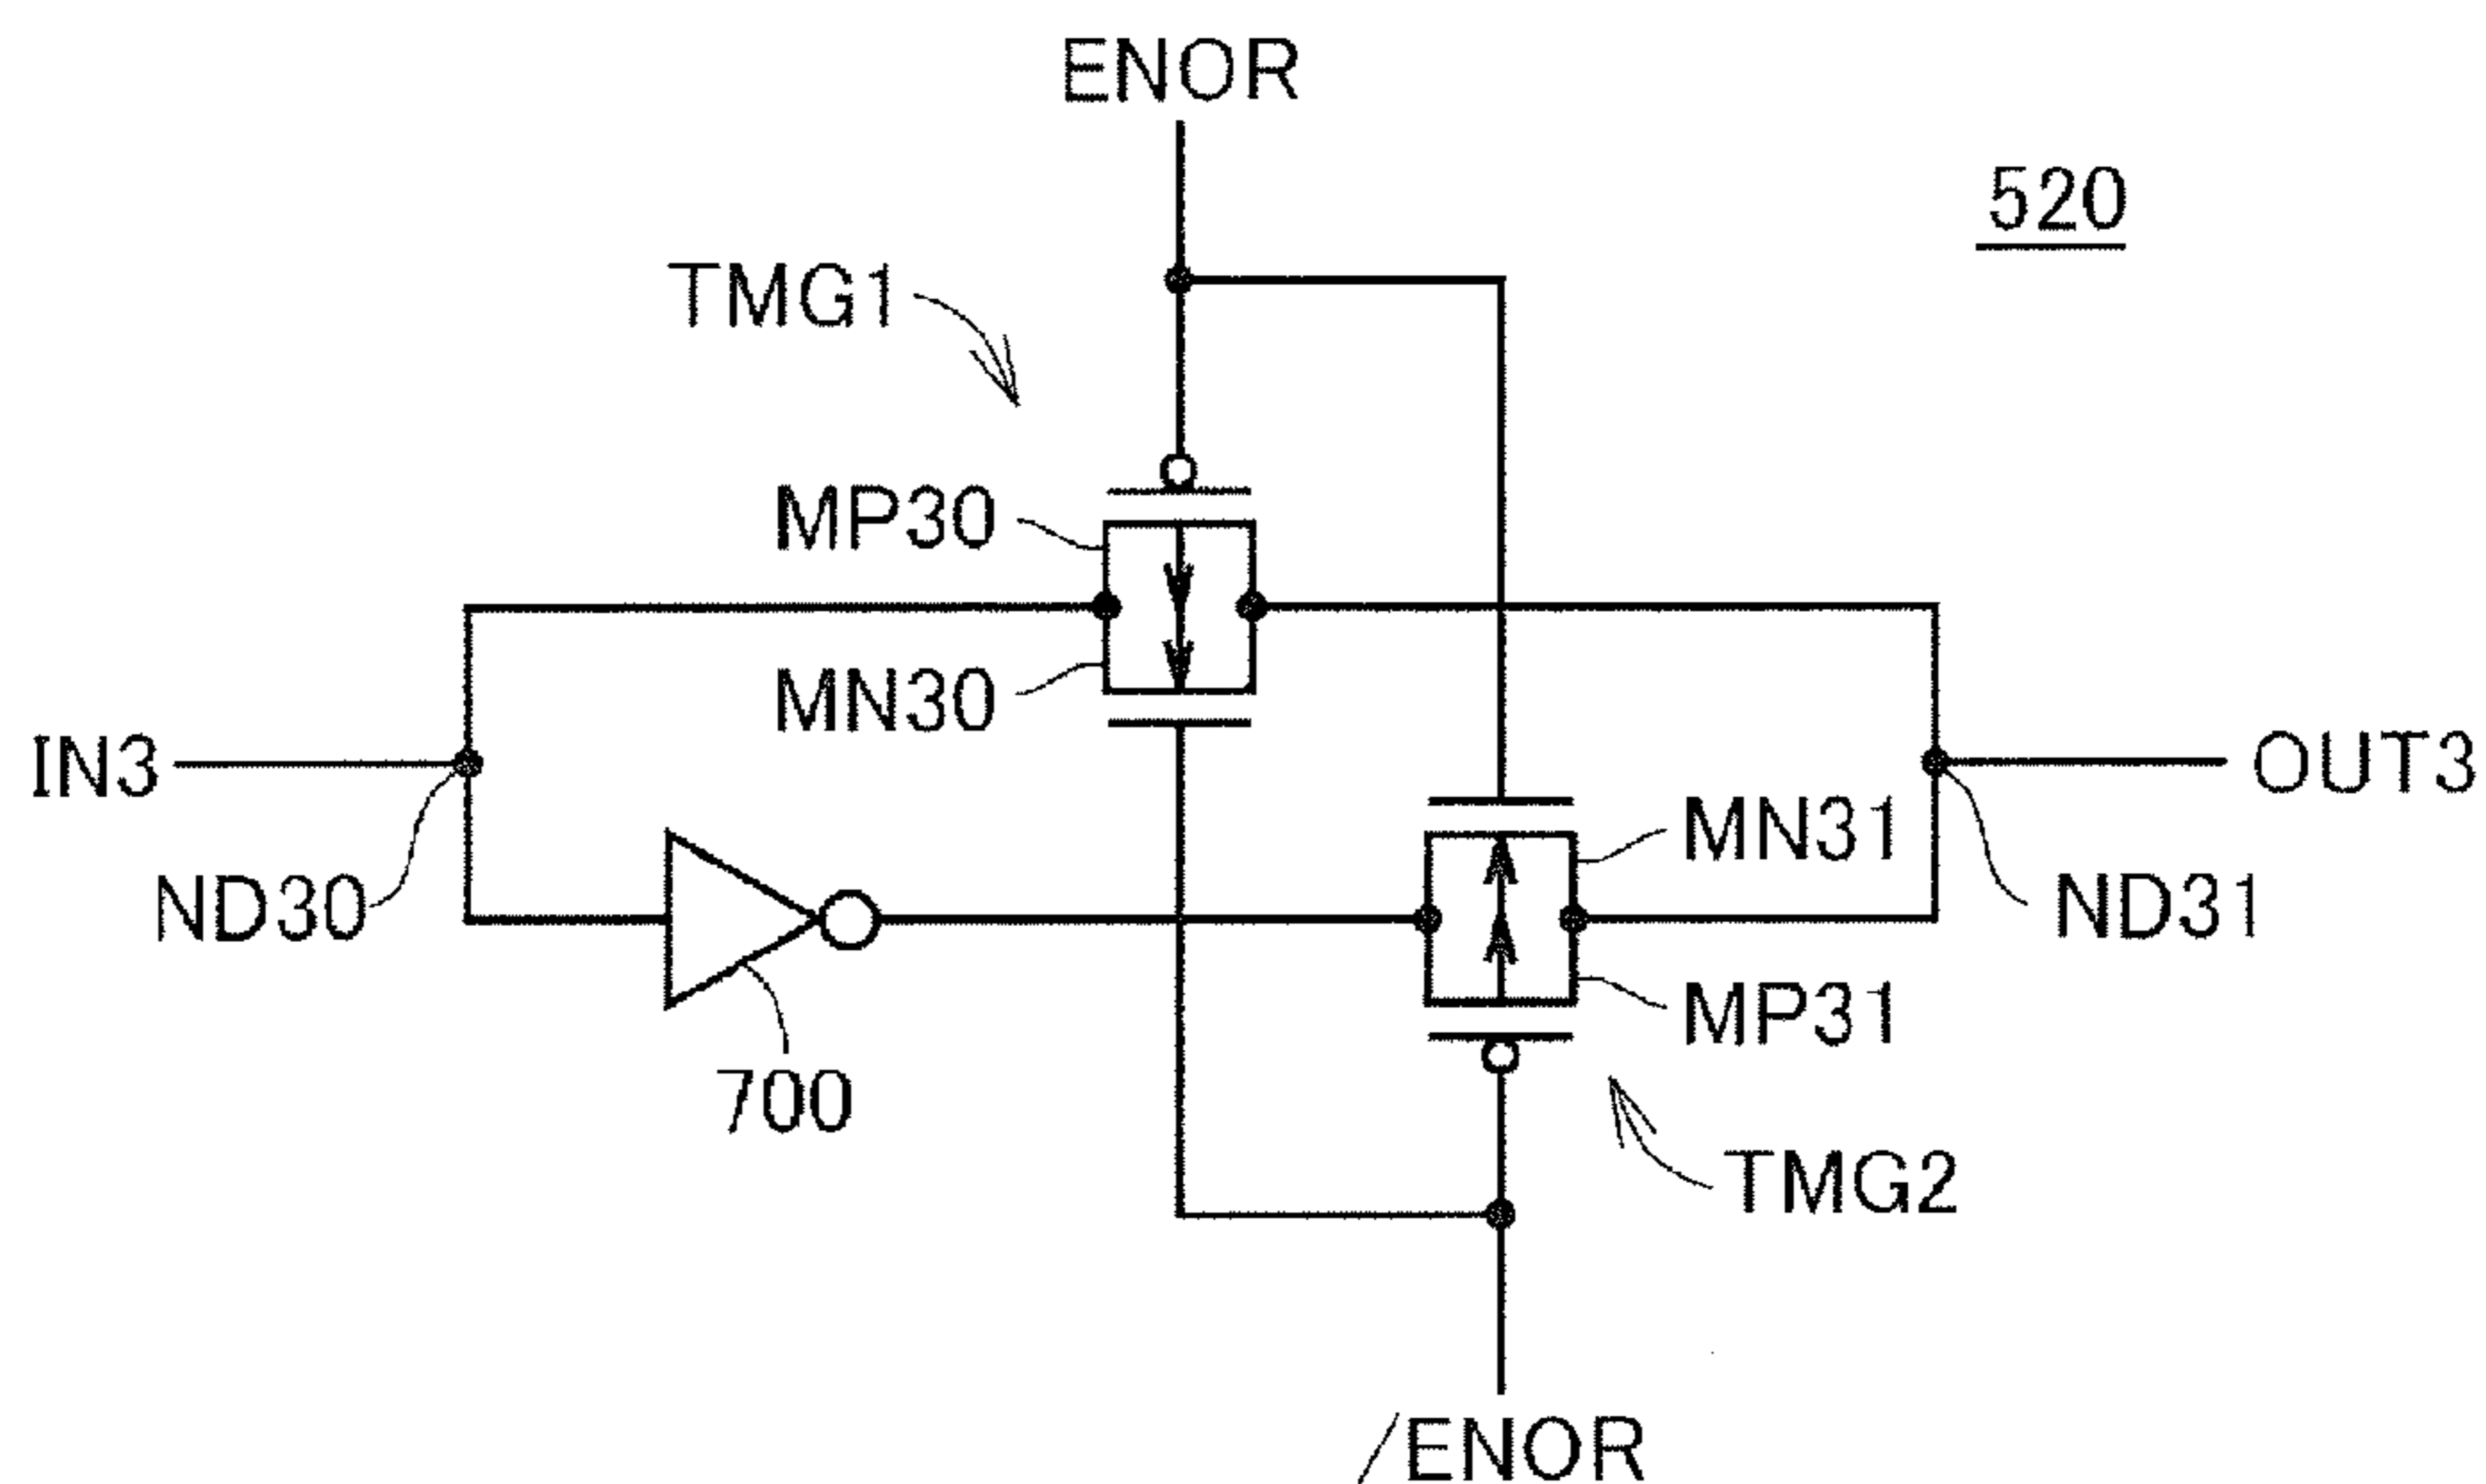 ENOR
520
TMG1
MP30
MN30
IN3
OUT3
MN31
ND30
ND31
MP31
700
TMG2
/ENOR